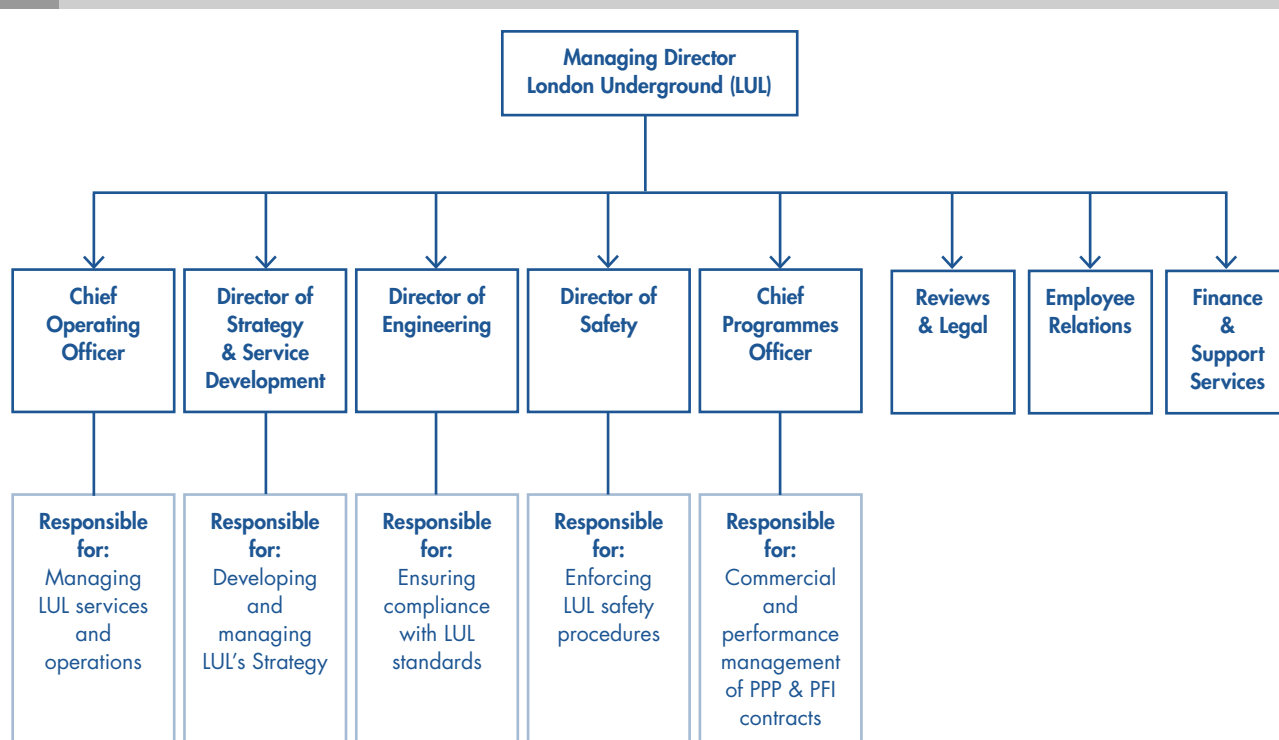 Managing Director
London Underground (LUL)
Chief
Operating
Officer
Director of
Strategy
& Service
Development
Director of
Engineering
Director of
Safety
Chief
Programmes
Officer
Reviews
& Legal
Employee
Relations
Finance
&
Support
Services
Responsible
for:
Managing
LUL services
and
operations
Responsible
for:
Developing
and
managing
LUL's Strategy
Responsible
for:
Ensuring
compliance
with LUL
standards
Responsible
for:
Enforcing
LUL safety
procedures
Responsible
for:
Commercial
and
performance
management
of PPP & PFI
contracts